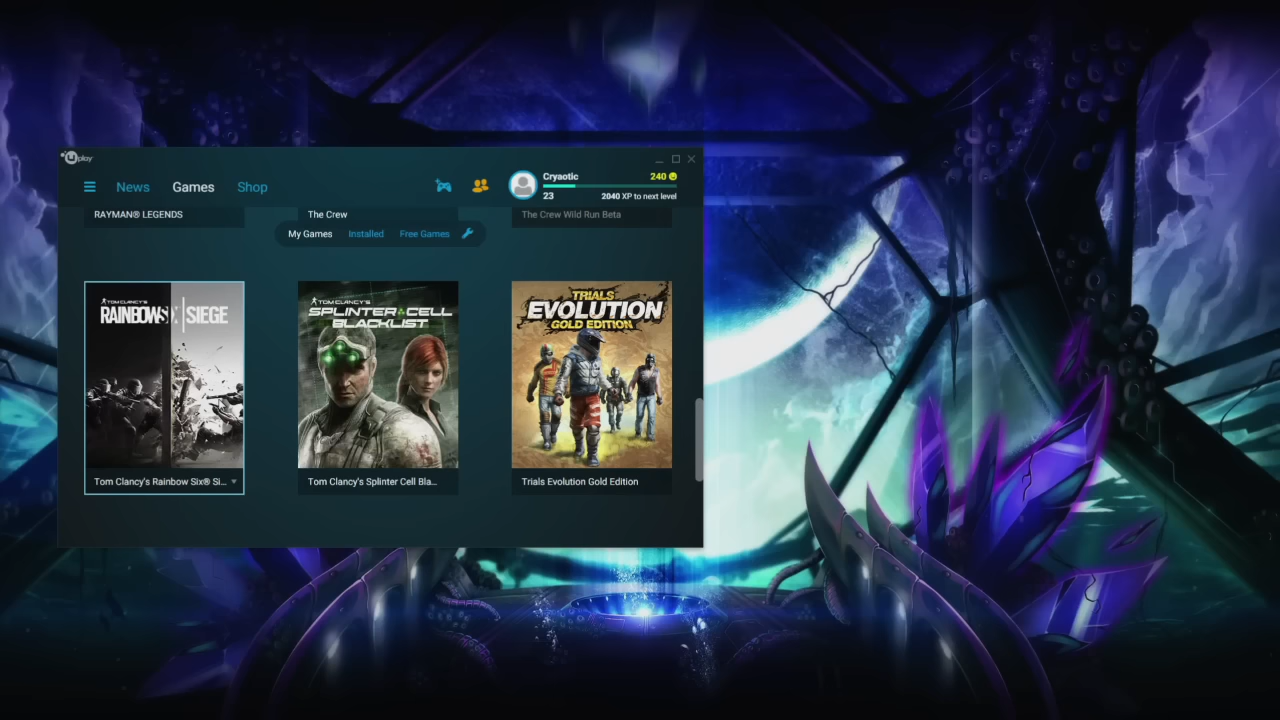 Uplay
News Games Shop
Cryaotic 240
23 2040 XP to next level
RAYMAN® LEGENDS
The Crew
The Crew Wild Run Beta
My Games Installed Free Games
TOM CLANCY'S
RAINBOWSIX | SIEGE
Tom Clancy's Rainbow Six® Si...
TOM CLANCY'S
SPLINTER CELL
BLACKLIST
Tom Clancy's Splinter Cell Bla...
TRIALS
EVOLUTION
GOLD EDITION
Trials Evolution Gold Edition